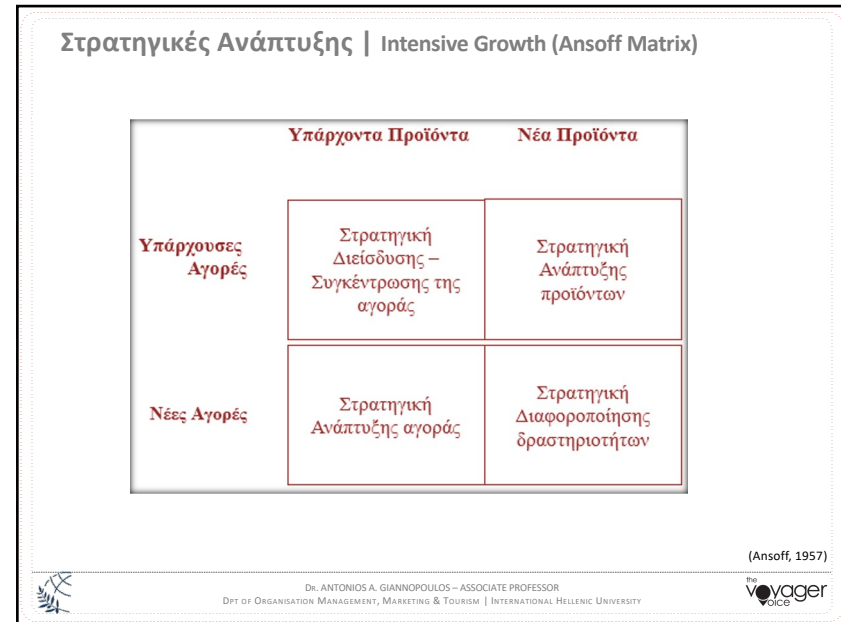 Στρατηγικές Ανάπτυξης | Intensive Growth (Ansoff Matrix)
Υπάρχοντα Προϊόντα
Νέα Προϊόντα
Υπάρχουσες
Αγορές
Στρατηγική
Διείσδυσης –
Συγκέντρωσης της
αγοράς
Στρατηγική
Ανάπτυξης
προϊόντων
Νέες Αγορές
Στρατηγική
Ανάπτυξης αγοράς
Στρατηγική
Διαφοροποίησης
δραστηριοτήτων
(Ansoff, 1957)
DR. ANTONIOS A. GIANNOPOULOS – ASSOCIATE PROFESSOR
DPT OF ORGANISATION MANAGEMENT, MARKETING & TOURISM | INTERNATIONAL HELLENIC UNIVERSITY
the
voyager
voice